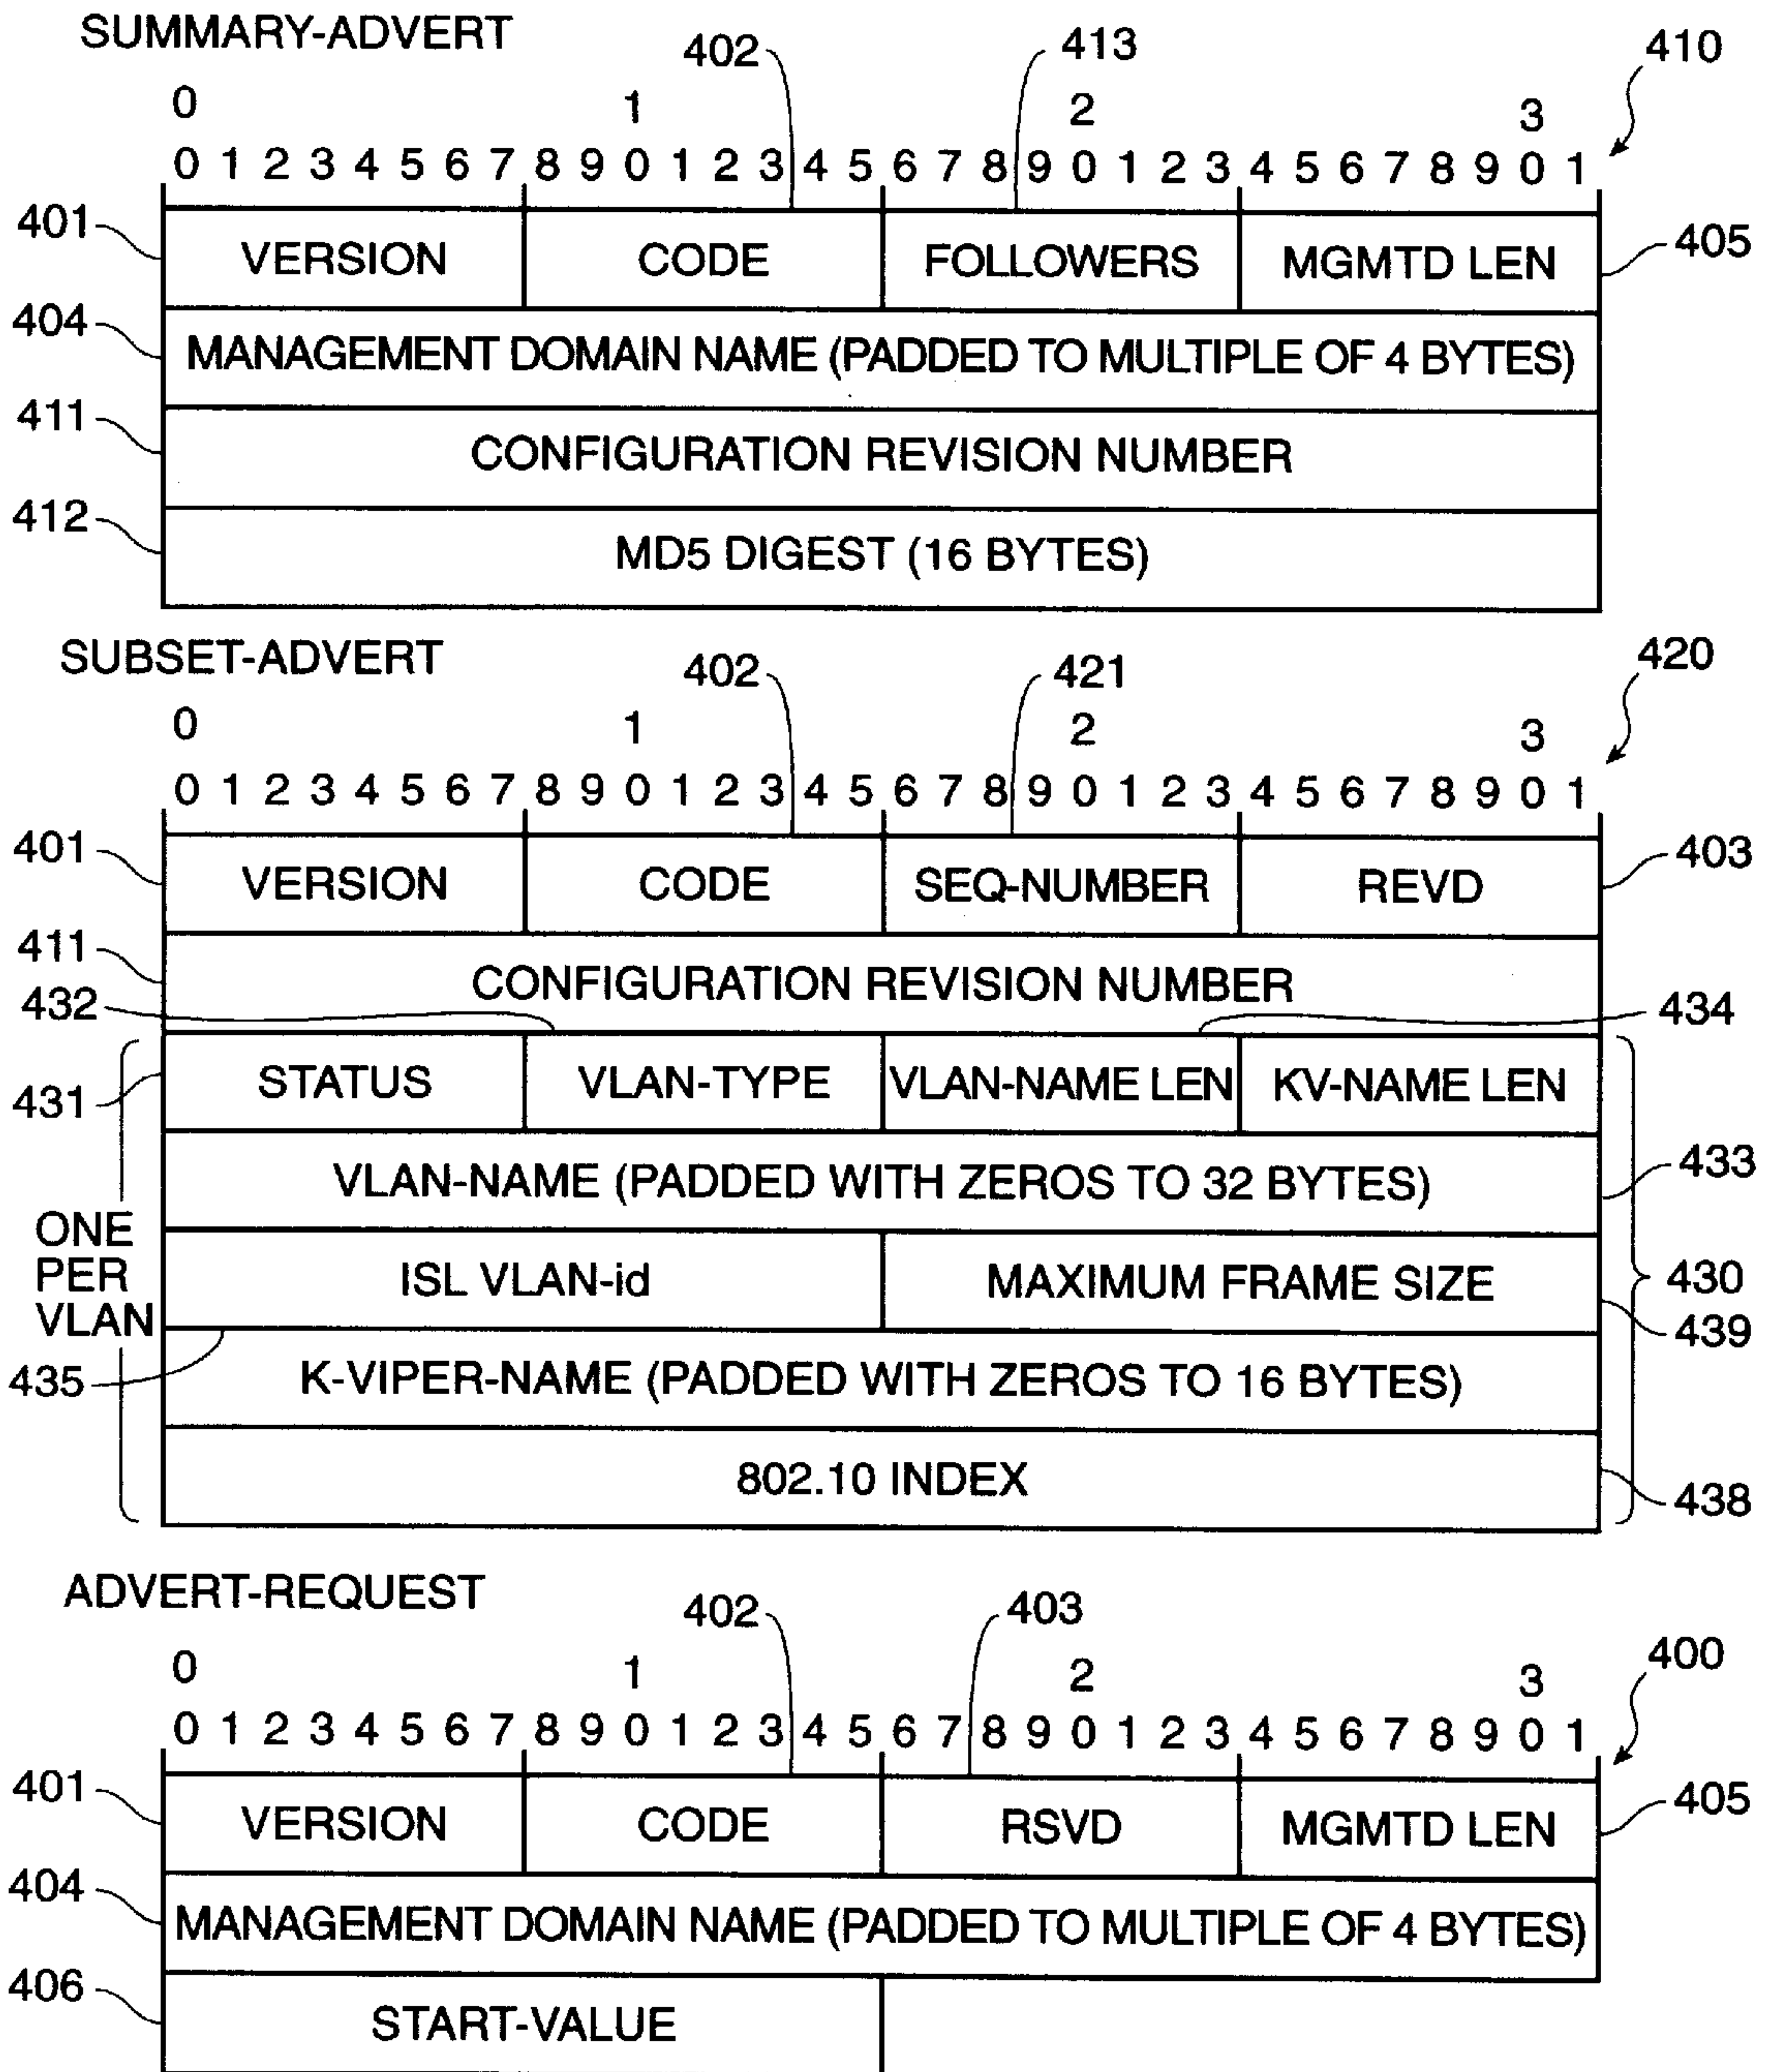 SUMMARY-ADVERT
402 413 410
0 1 2 3
0 1 2 3 4 5 6 7 8 9 0 1 2 3 4 5 6 7 8 9 0 1 2 3 4 5 6 7 8 9 0 1
401 VERSION CODE FOLLOWERS MGMTD LEN 405
404 MANAGEMENT DOMAIN NAME (PADDED TO MULTIPLE OF 4 BYTES)
411 CONFIGURATION REVISION NUMBER
412 MD5 DIGEST (16 BYTES)
SUBSET-ADVERT
402 421 420
0 1 2 3
0 1 2 3 4 5 6 7 8 9 0 1 2 3 4 5 6 7 8 9 0 1 2 3 4 5 6 7 8 9 0 1
401 VERSION CODE SEQ-NUMBER REVD 403
411 CONFIGURATION REVISION NUMBER
432 434
431 STATUS VLAN-TYPE VLAN-NAME LEN KV-NAME LEN
VLAN-NAME (PADDED WITH ZEROS TO 32 BYTES) 433
ONE
PER
VLAN
ISL VLAN-id MAXIMUM FRAME SIZE 430
439
435 K-VIPER-NAME (PADDED WITH ZEROS TO 16 BYTES)
802.10 INDEX 438
ADVERT-REQUEST
402 403 400
0 1 2 3
0 1 2 3 4 5 6 7 8 9 0 1 2 3 4 5 6 7 8 9 0 1 2 3 4 5 6 7 8 9 0 1
401 VERSION CODE RSVD MGMTD LEN 405
404 MANAGEMENT DOMAIN NAME (PADDED TO MULTIPLE OF 4 BYTES)
406 START-VALUE